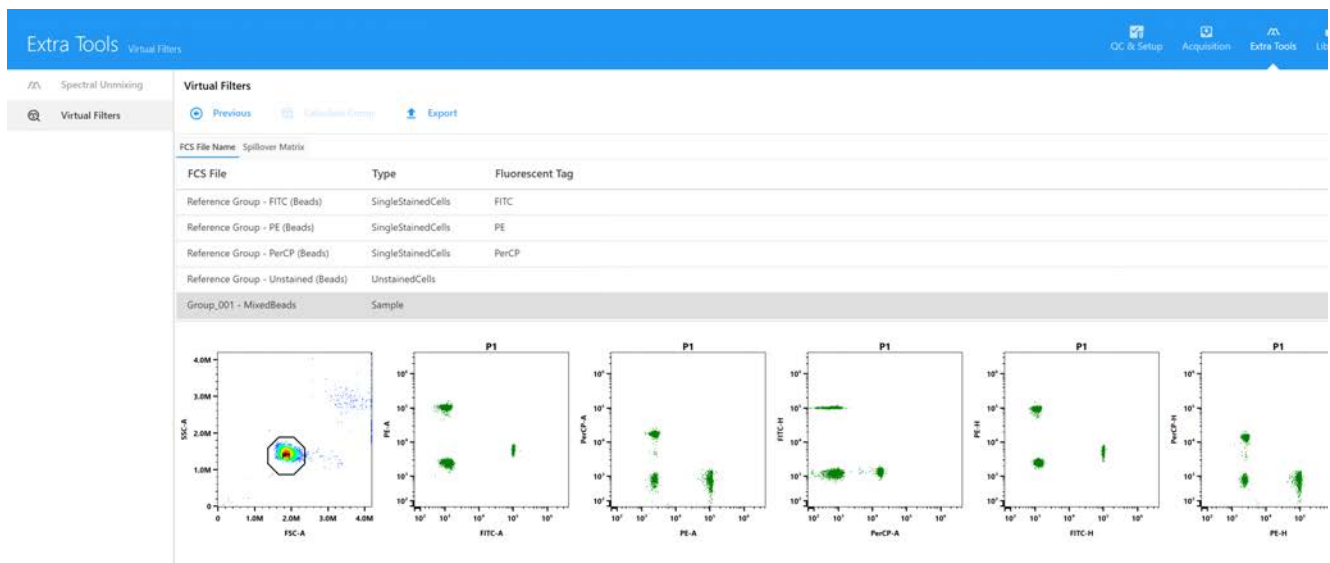 Extra Tools Virtual Filters
QC & Setup Acquisition Extra Tools
Spectral Unmixing
Virtual Filters
Virtual Filters
Previous Export
FCS File Name Spillover Matrix
FCS File Type Fluorescent Tag
Reference Group - FITC (Beads) SingleStainedCells FITC
Reference Group - PE (Beads) SingleStainedCells PE
Reference Group - PerCP (Beads) SingleStainedCells PerCP
Reference Group - Unstained (Beads) UnstainedCells
Group_001 - MixedBeads Sample
P1 P1 P1 P1 P1
4.0M
3.0M
2.0M
1.0M
0
SSC-A
0 1.0M 2.0M 3.0M 4.0M
FSC-A
PE-A
FITC-A
PerCP-A
PE-A
FITC-H
PerCP-A
PE-H
FITC-H
PerCP-H
PE-H